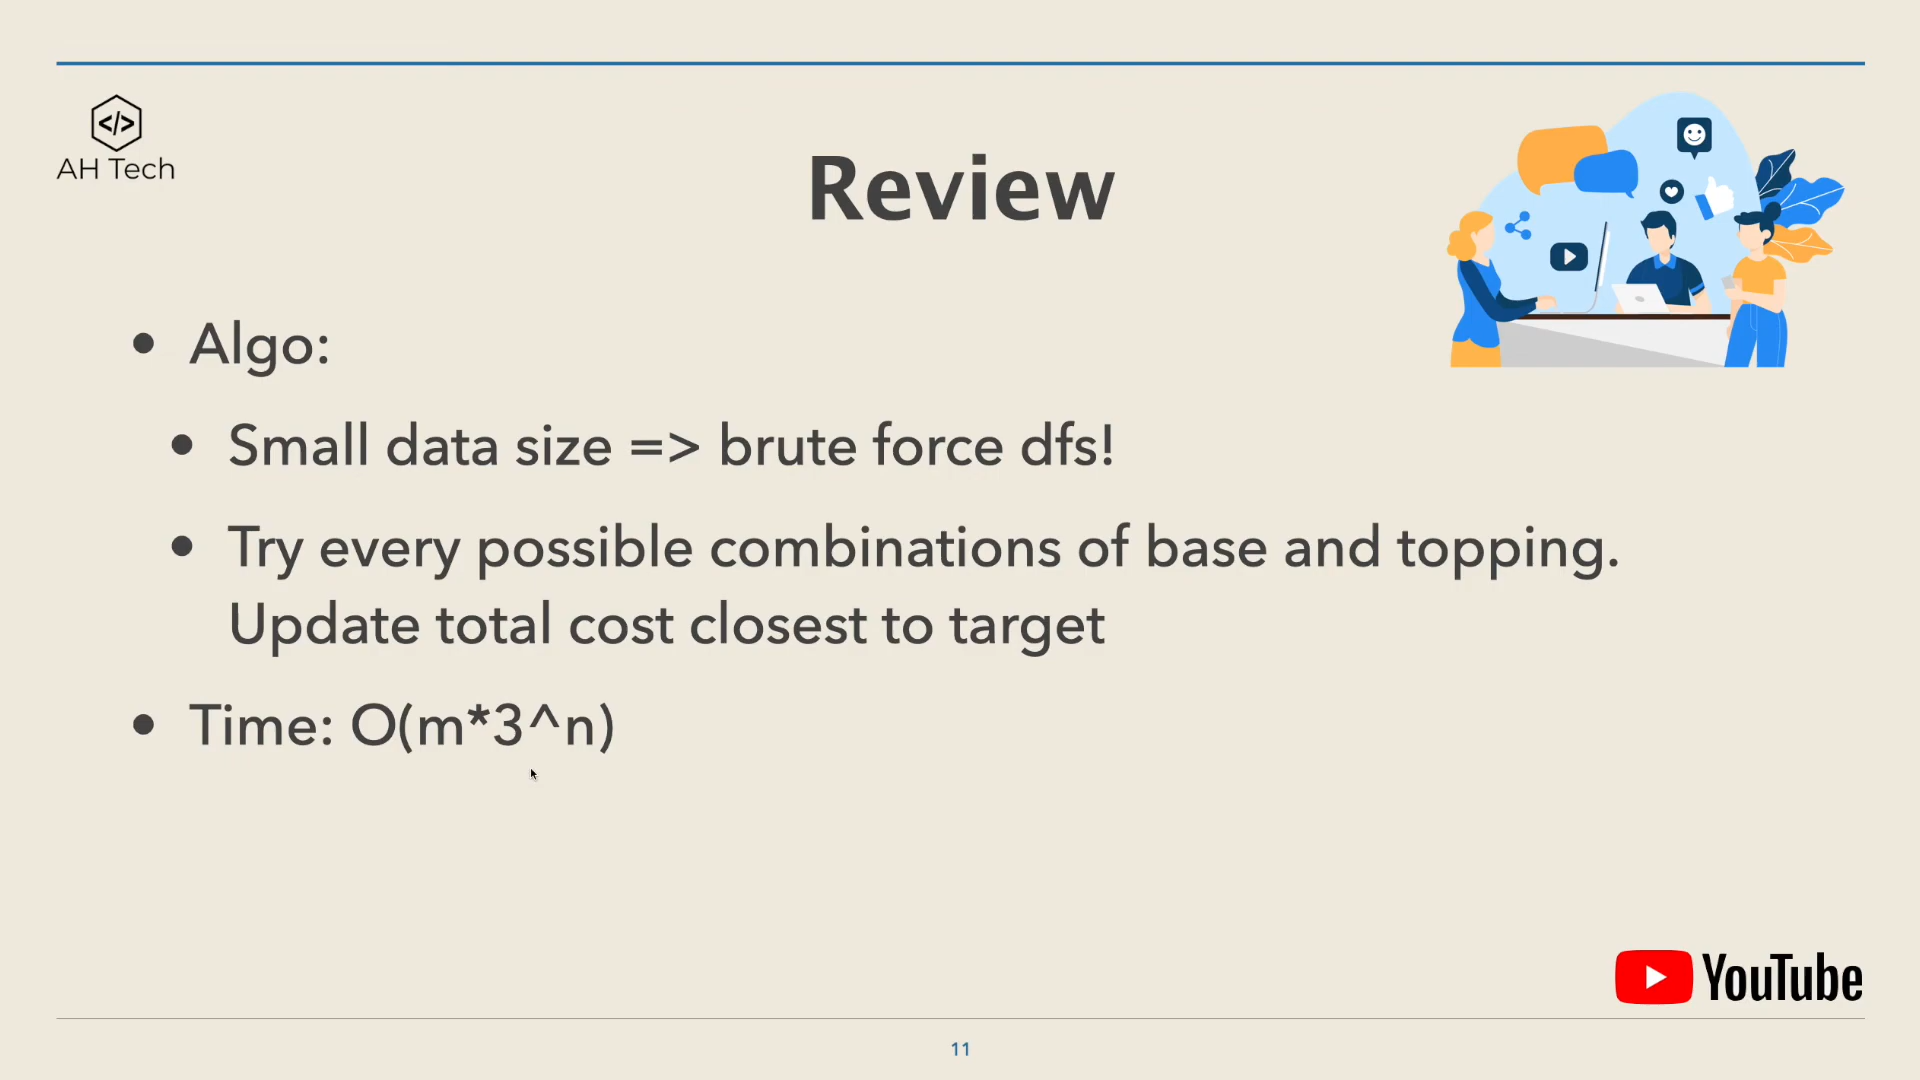 </>
AH Tech
Review
• Algo:
• Small data size => brute force dfs!
• Try every possible combinations of base and topping.
Update total cost closest to target
• Time: O(m*3^n)
YouTube
11